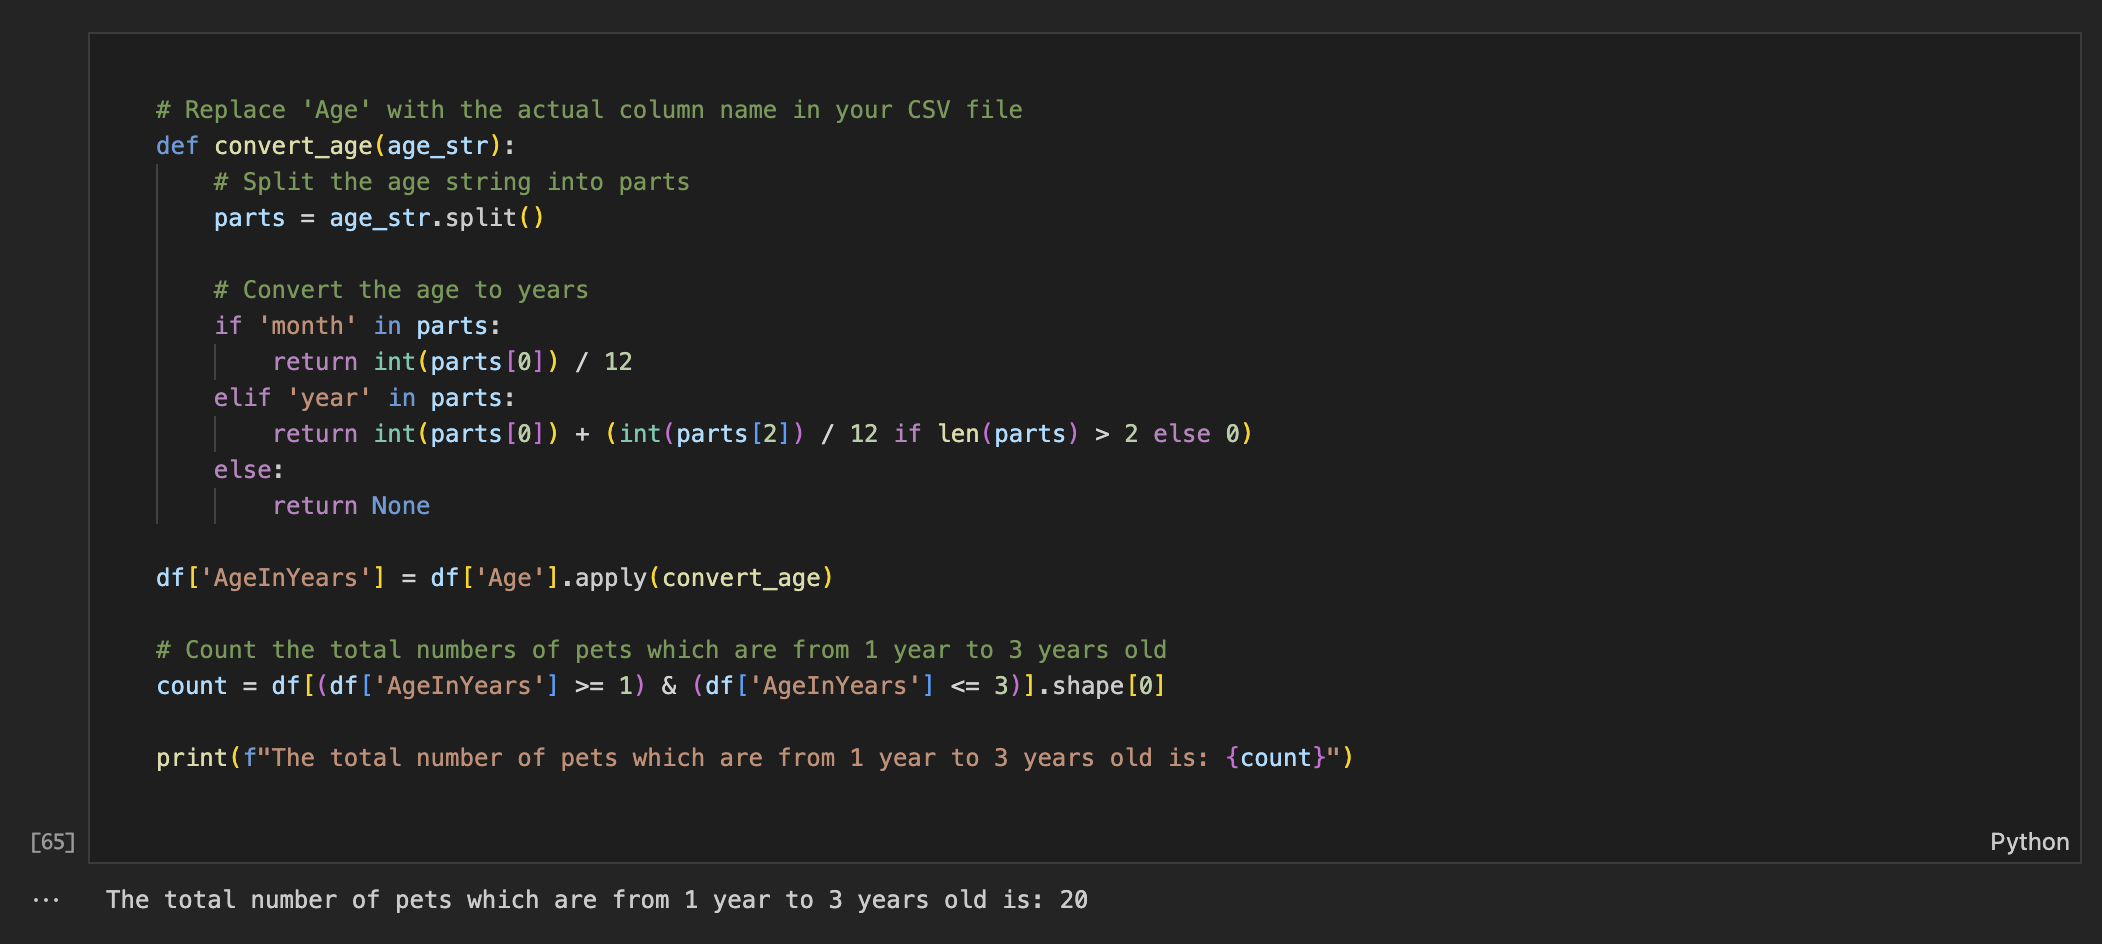 # Replace 'Age' with the actual column name in your CSV file
def convert_age(age_str):
    # Split the age string into parts
    parts = age_str.split()

    # Convert the age to years
    if 'month' in parts:
        return int(parts[0]) / 12
    elif 'year' in parts:
        return int(parts[0]) + (int(parts[2]) / 12 if len(parts) > 2 else 0)
    else:
        return None

df['AgeInYears'] = df['Age'].apply(convert_age)

# Count the total numbers of pets which are from 1 year to 3 years old
count = df[(df['AgeInYears'] >= 1) & (df['AgeInYears'] <= 3)].shape[0]

print(f"The total number of pets which are from 1 year to 3 years old is: {count}")
[65]
Python
... The total number of pets which are from 1 year to 3 years old is: 20